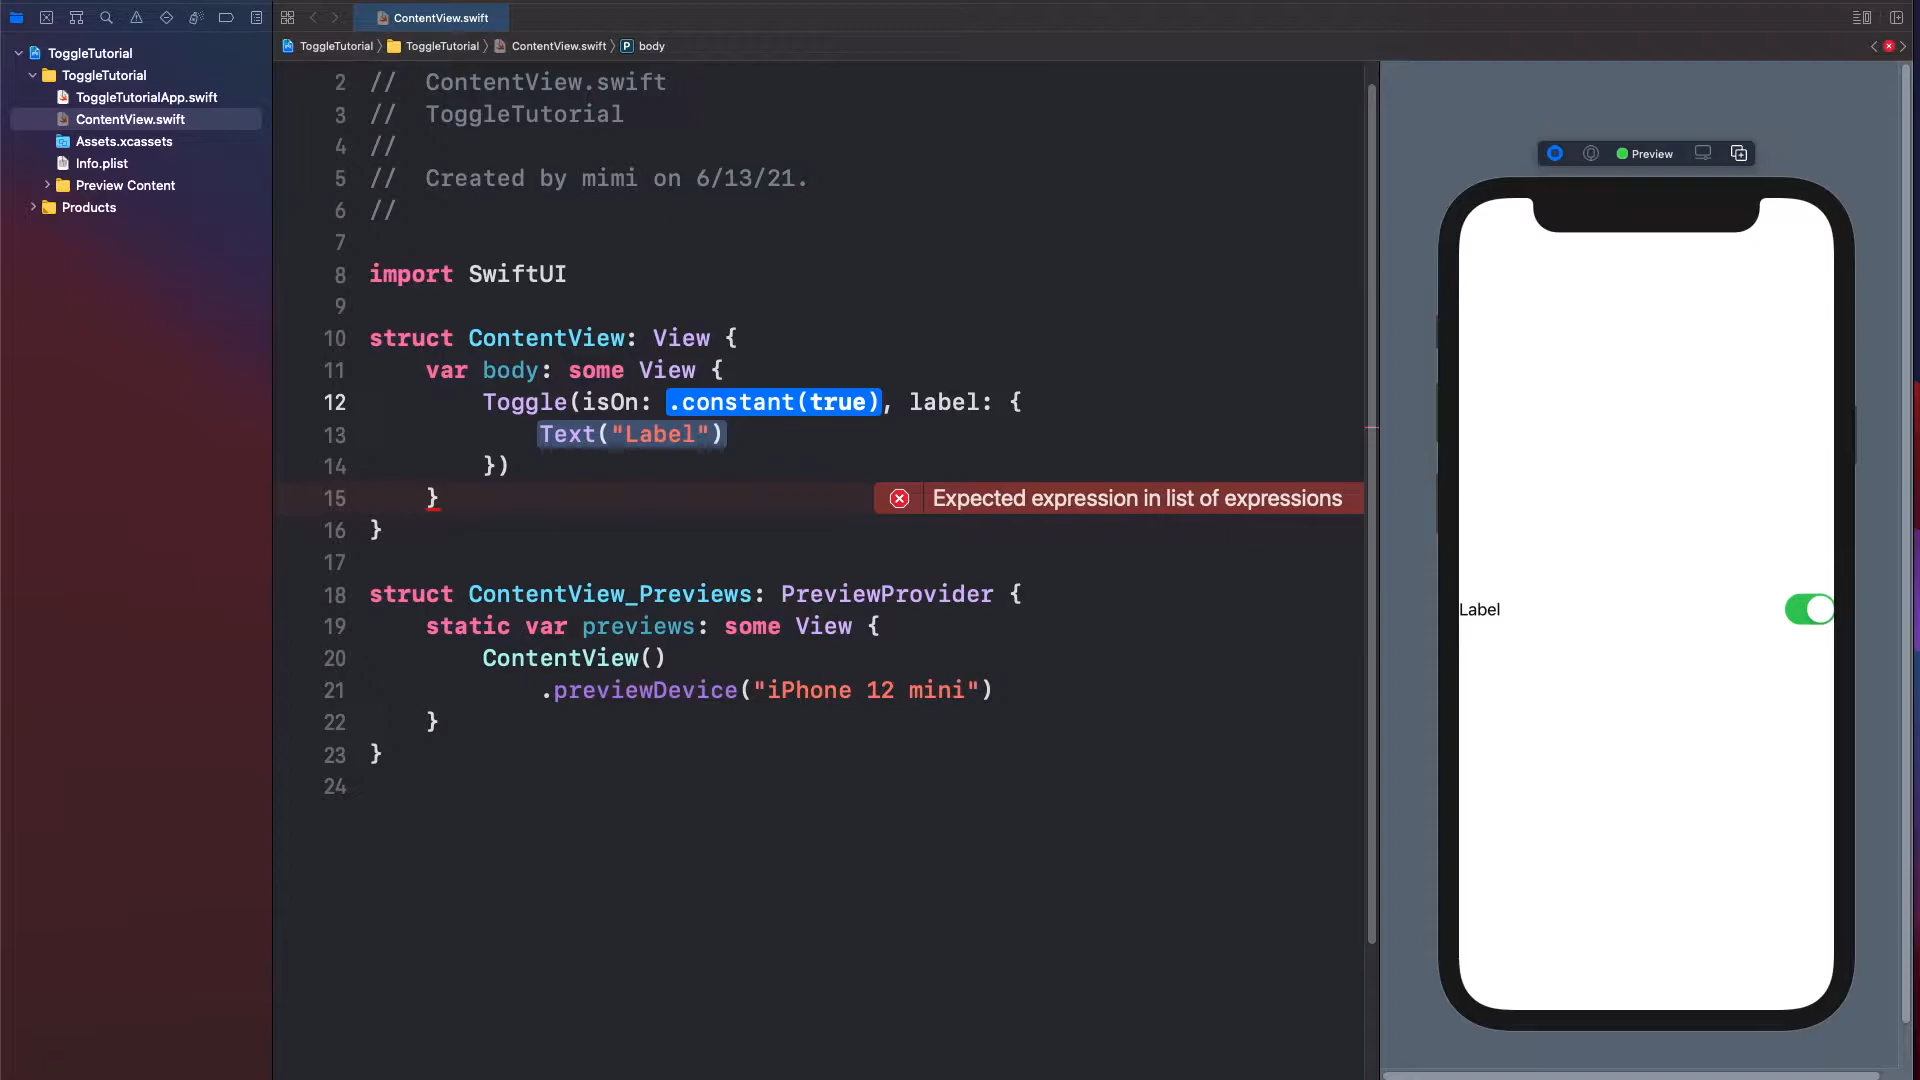 ContentView.swift
ToggleTutorial
ToggleTutorial
ToggleTutorialApp.swift
ContentView.swift
Assets.xcassets
Info.plist
Preview Content
Products
ToggleTutorial ToggleTutorial ContentView.swift P body
2 // ContentView.swift
3 // ToggleTutorial
4 //
5 // Created by mimi on 6/13/21.
6 //
7
8 import SwiftUI
9
10 struct ContentView: View {
11 var body: some View {
12 Toggle(isOn: .constant(true), label: {
13 Text("Label")
14 })
15 } Expected expression in list of expressions
16 }
17
18 struct ContentView_Previews: PreviewProvider {
19 static var previews: some View {
20 ContentView()
21 .previewDevice("iPhone 12 mini")
22 }
23 }
24
Preview
Label